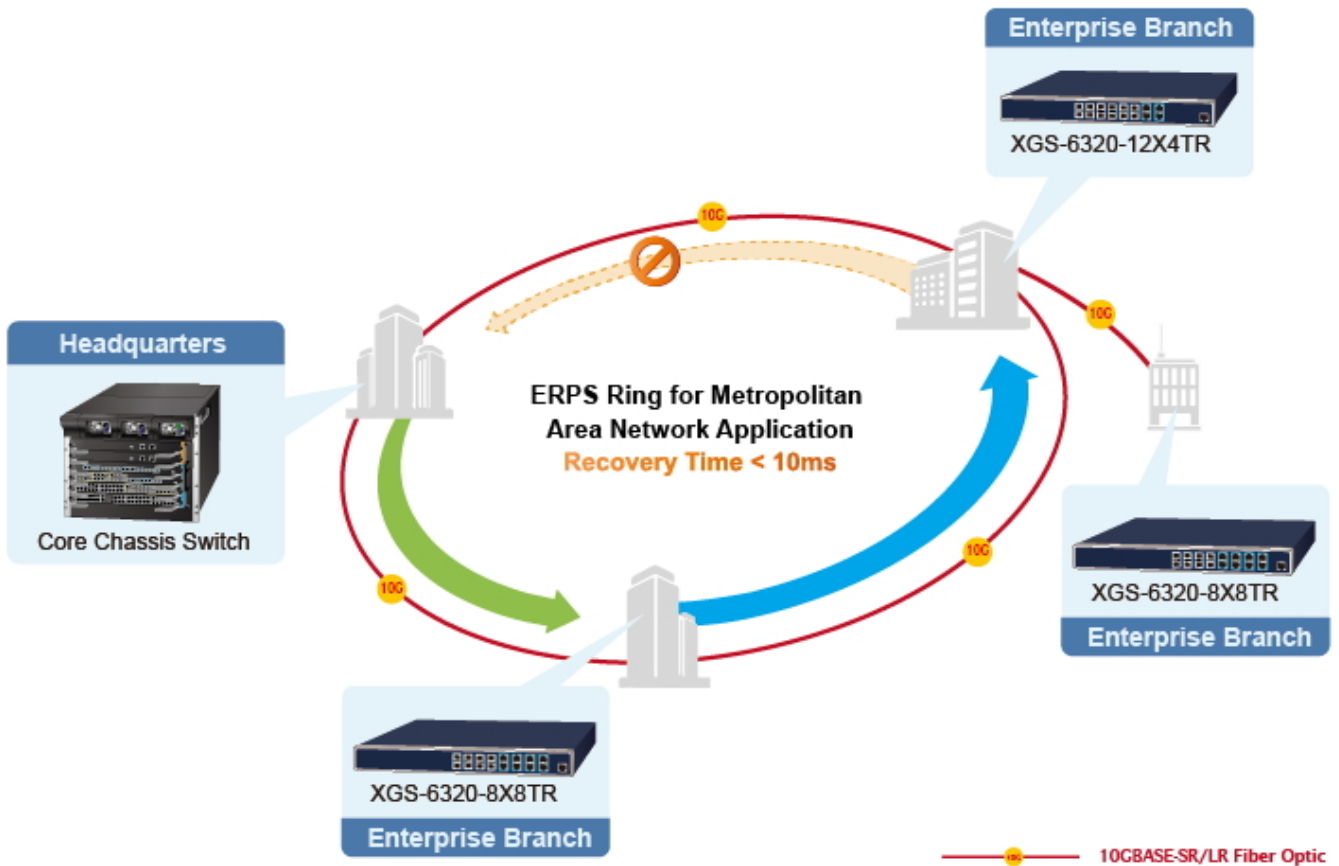 Enterprise Branch
XGS-6320-12X4TR
10G
10G
Headquarters
Core Chassis Switch
ERPS Ring for Metropolitan
Area Network Application
Recovery Time < 10ms
10G
10G
XGS-6320-8X8TR
Enterprise Branch
XGS-6320-8X8TR
Enterprise Branch
10G
10GBASE-SR/LR Fiber Optic